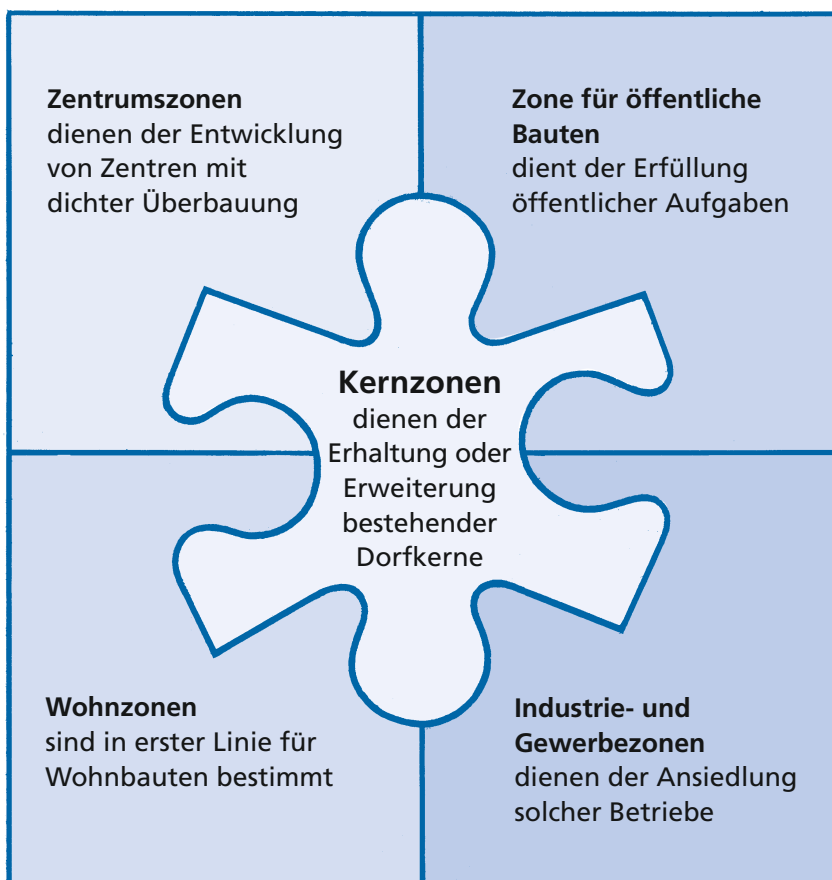 Zentrumszonen
dienen der Entwicklung
von Zentren mit
dichter Überbauung
Zone für öffentliche
Bauten
dient der Erfüllung
öffentlicher Aufgaben
Kernzonen
dienen der
Erhaltung oder
Erweiterung
bestehender
Dorfkerne
Wohnzonen
sind in erster Linie für
Wohnbauten bestimmt
Industrie- und
Gewerbezonen
dienen der Ansiedlung
solcher Betriebe